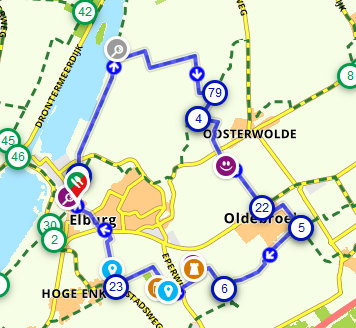 42
DRONTERMEERDIJK
8
79
4
OOSTERWOLDE
45
46
22
Oldebroek
5
30
Elburg
2
EPERWEG
HOGE ENK
23
STADSWEG
6